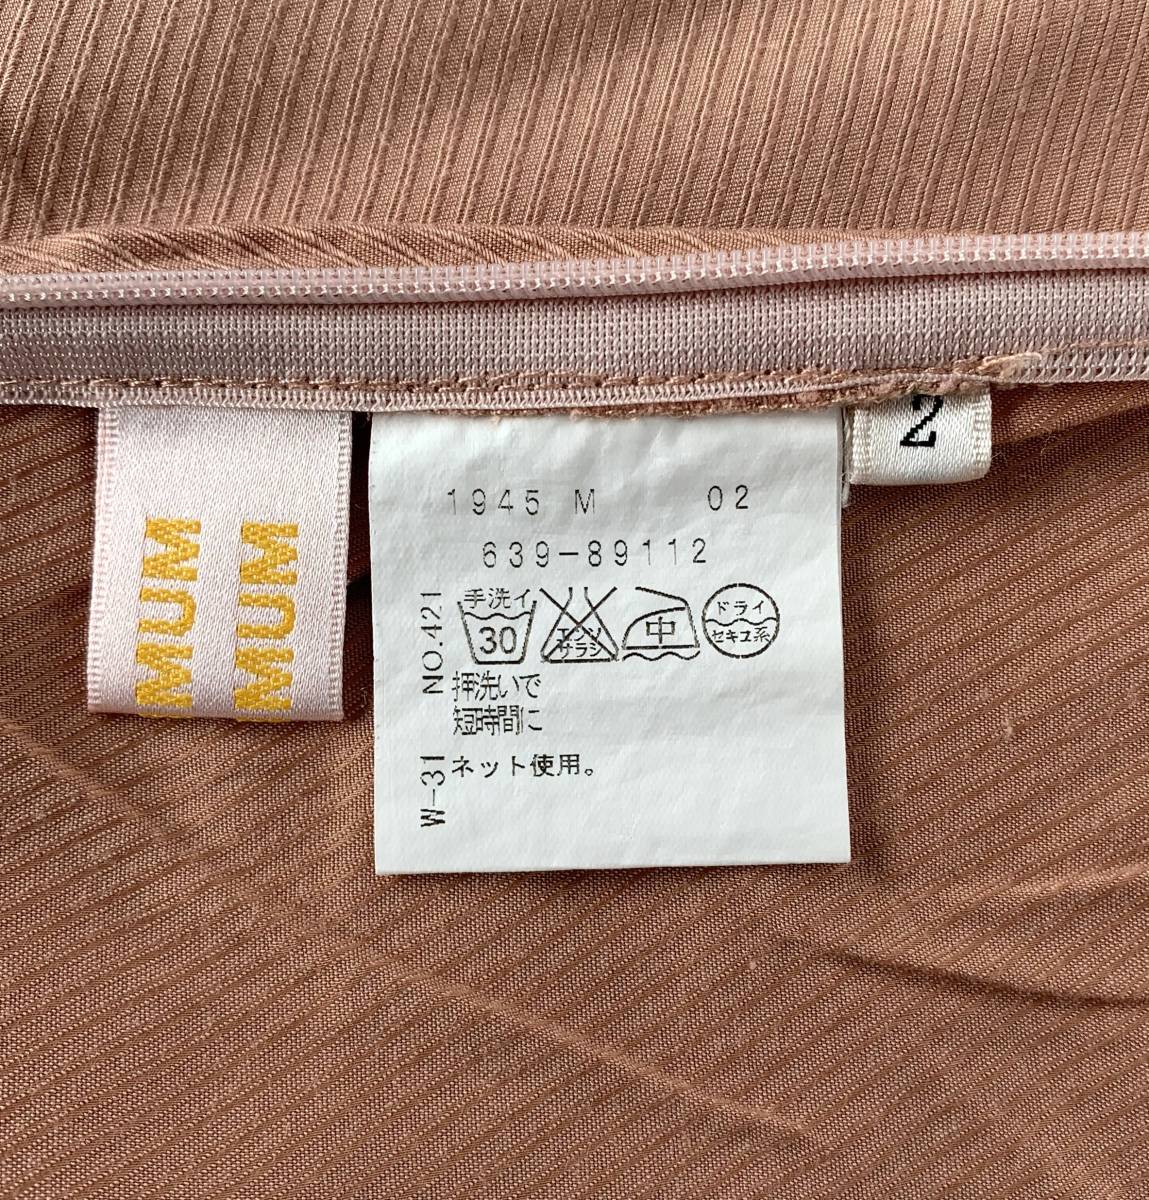 MUM
MUM
2
1945 M 02
639-89112
手洗イ
30
エンソ
サラシ
中
ドライ
セキユ系
NO.421
押洗いで
短時間に
W-31
ネット使用。